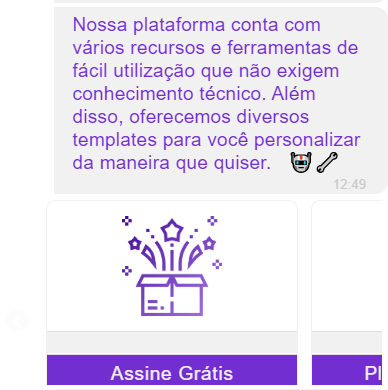 Nossa plataforma conta com
vários recursos e ferramentas de
fácil utilização que não exigem
conhecimento técnico. Além
disso, oferecemos diversos
templates para você personalizar
da maneira que quiser. 🤖🔧
12:49
Assine Grátis
Pl